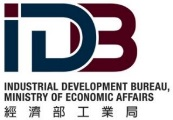 iDB
INDUSTRIAL DEVELOPMENT BUREAU,
MINISTRY OF ECONOMIC AFFAIRS
經濟部工業局